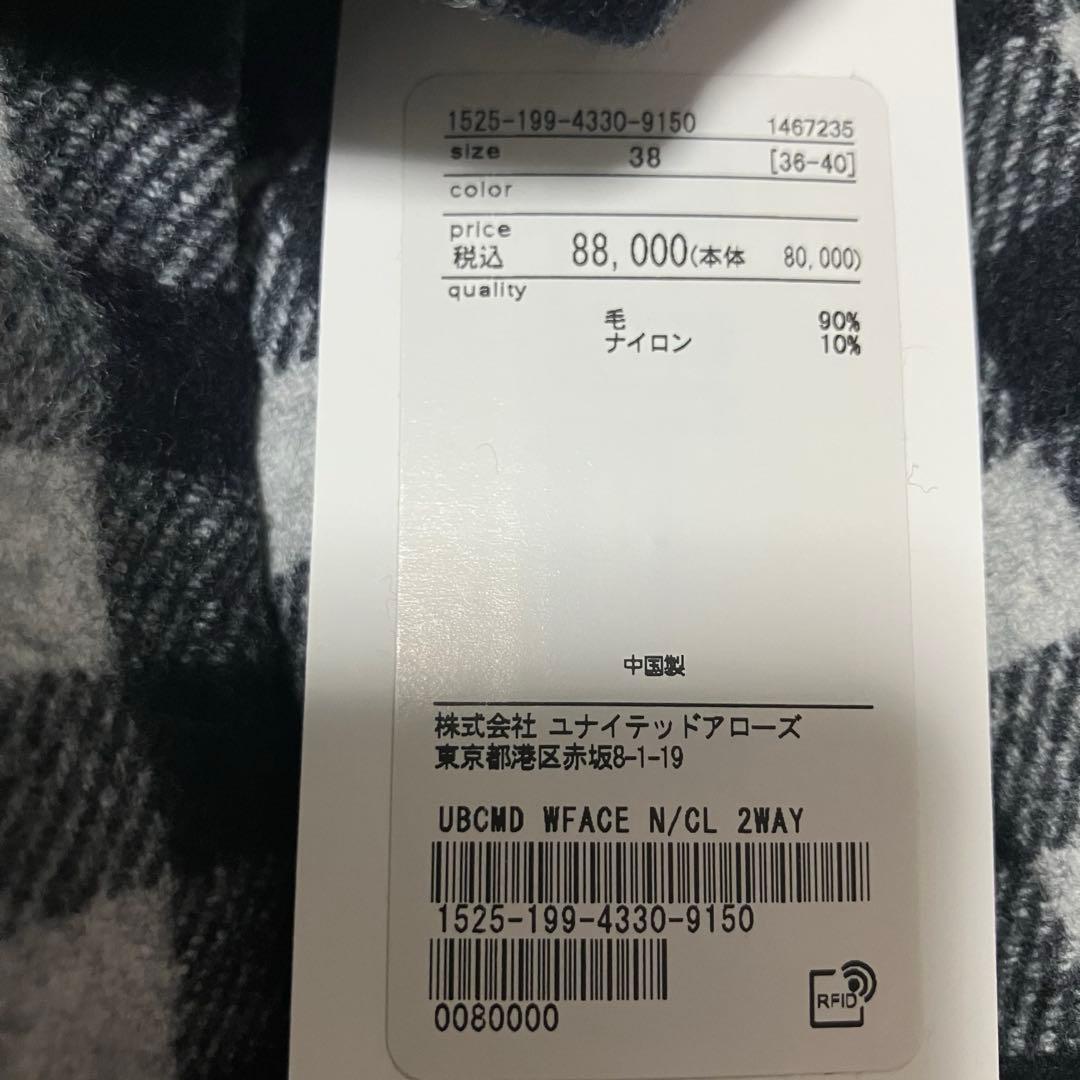 1525-199-4330-9150 1467235
size 38 [36-40]
color
price
税込 88,000(本体 80,000)
quality
毛 90%
ナイロン 10%
中国製
株式会社 ユナイテッドアローズ
東京都港区赤坂8-1-19
UBCMD WFACE N/CL 2WAY
1525-199-4330-9150
0080000
RFID